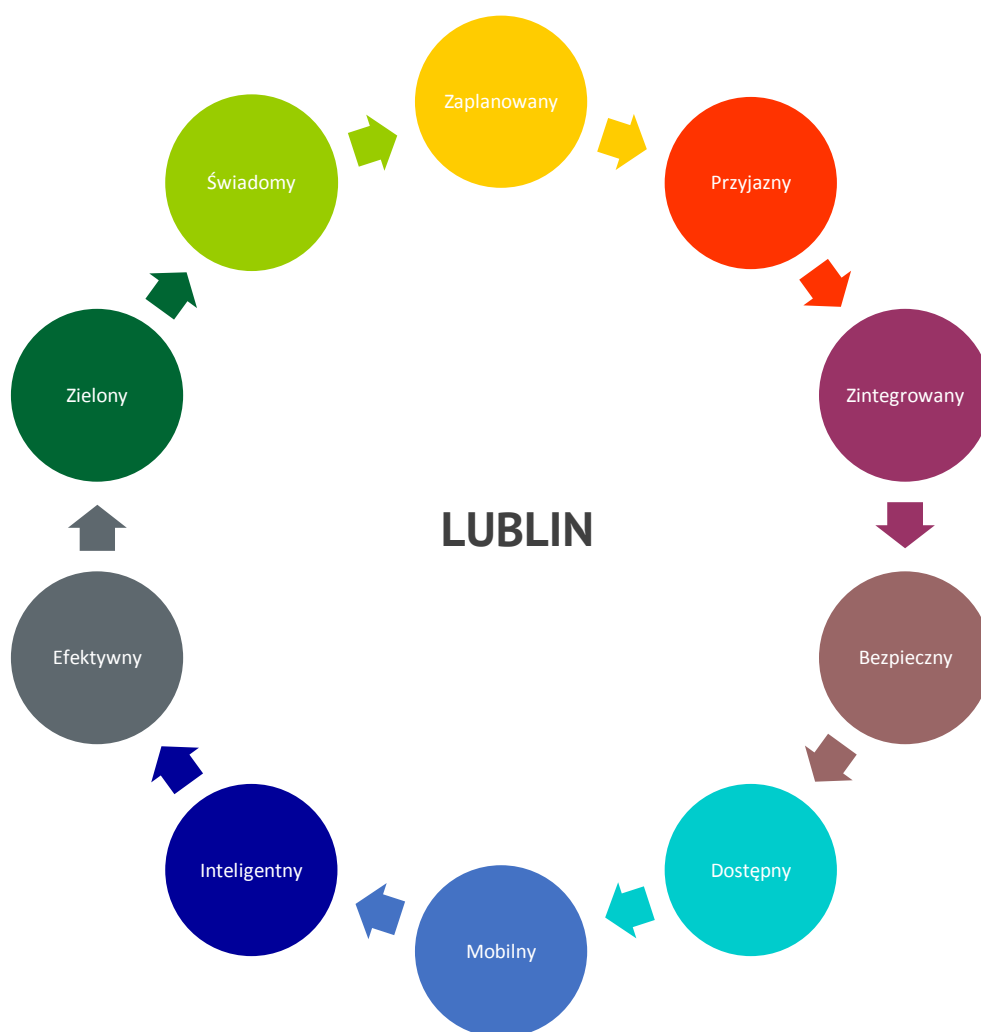 Zaplanowany
Przyjazny
Zintegrowany
Bezpieczny
Dostępny
Mobilny
Inteligentny
Efektywny
Zielony
Świadomy
LUBLIN